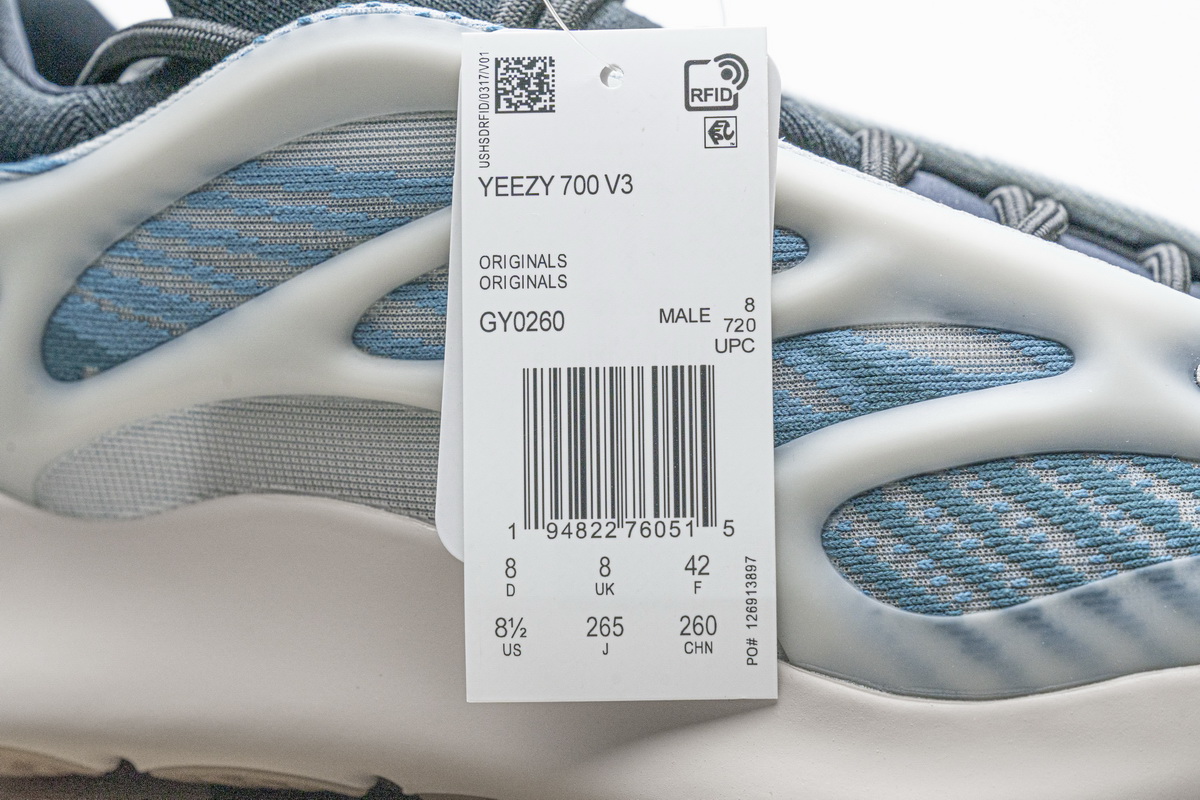 USHSDRFID/0317/V01
RFID
YEEZY 700 V3
ORIGINALS
ORIGINALS
GY0260
MALE 8
720
UPC
1 94822 76051 5
8 8 42
D UK F
8½ 265 260
US J CHN
PO# 126913897